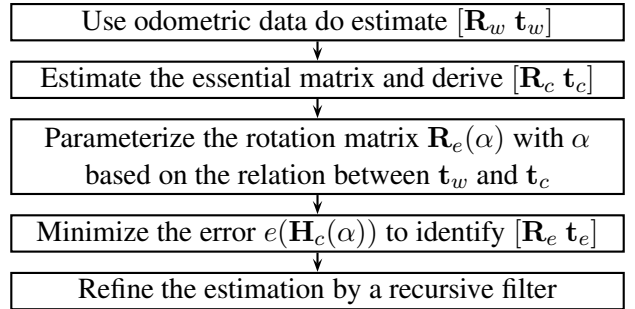 Use odometric data do estimate [R_w t_w]
Estimate the essential matrix and derive [R_c t_c]
Parameterize the rotation matrix R_e(α) with α
based on the relation between t_w and t_c
Minimize the error e(H_c(α)) to identify [R_e t_e]
Refine the estimation by a recursive filter